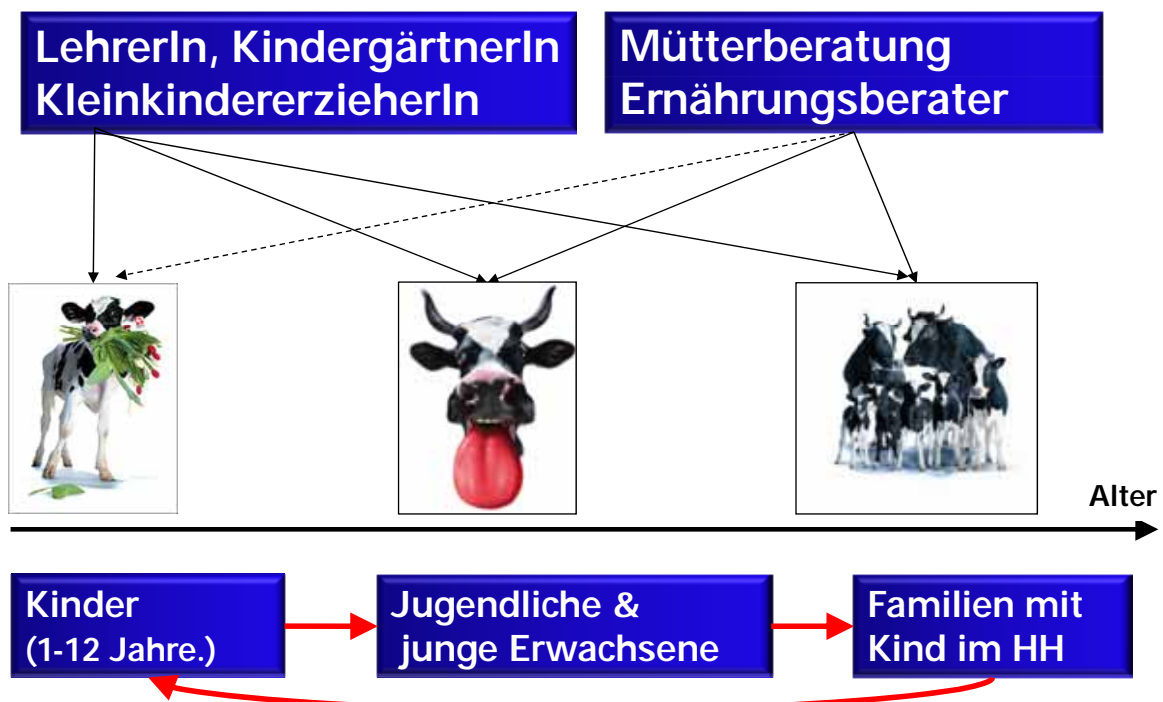 LehrerIn, KindergärtnerIn
KleinkindererzieherIn
Mütterberatung
Ernährungsberater
Alter
Kinder
(1-12 Jahre.)
Jugendliche &
junge Erwachsene
Familien mit
Kind im HH